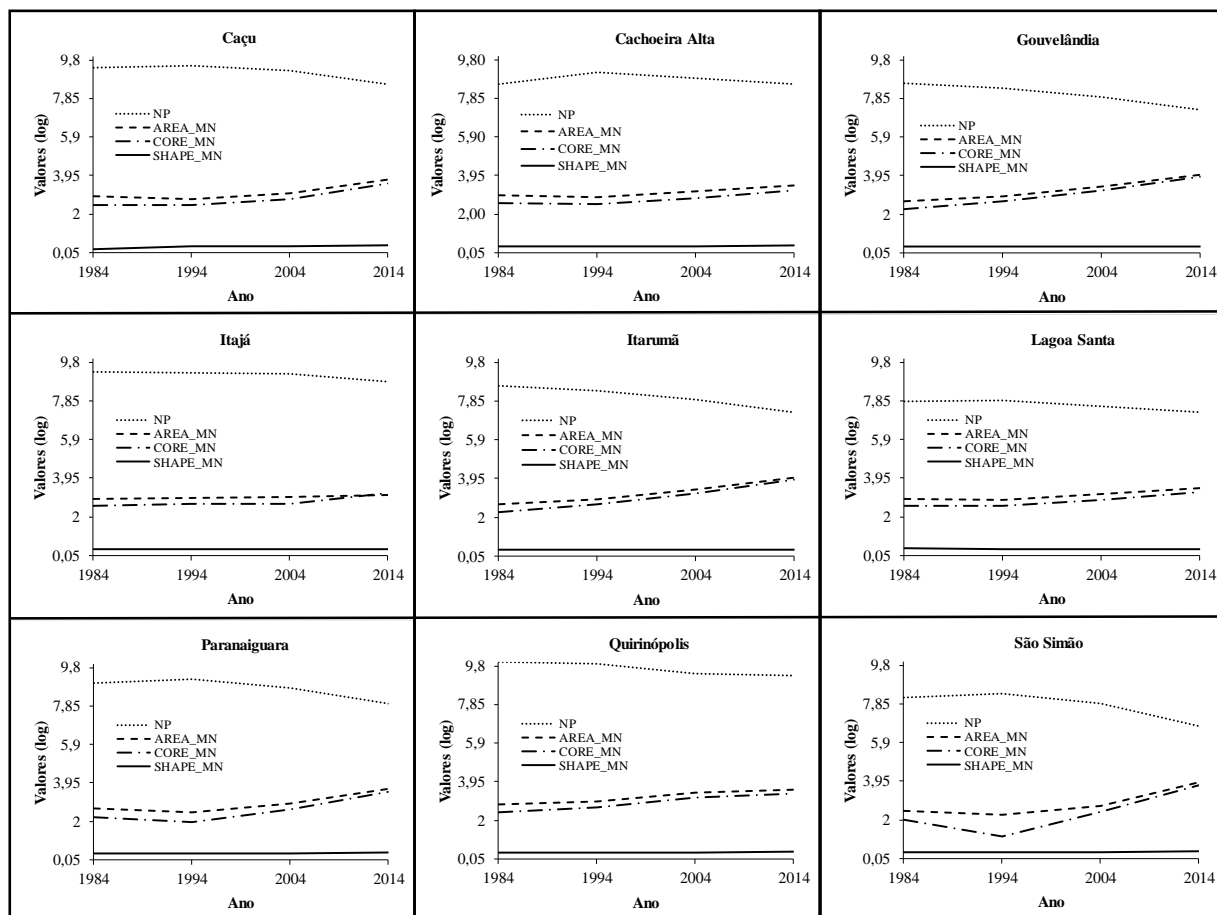 Caçu
Valores (log)
9,8
7,85
5,9
3,95
2
0,05
NP
AREA_MN
CORE_MN
SHAPE_MN
1984 1994 2004 2014
Ano
Cachoeira Alta
Valores (log)
9,80
7,85
5,90
3,95
2,00
0,05
NP
AREA_MN
CORE_MN
SHAPE_MN
1984 1994 2004 2014
Ano
Gouvelândia
Valores (log)
9,8
7,85
5,9
3,95
2
0,05
NP
AREA_MN
CORE_MN
SHAPE_MN
1984 1994 2004 2014
Ano
Itajá
Valores (log)
9,8
7,85
5,9
3,95
2
0,05
NP
AREA_MN
CORE_MN
SHAPE_MN
1984 1994 2004 2014
Ano
Itarumã
Valores (log)
9,8
7,85
5,9
3,95
2
0,05
NP
AREA_MN
CORE_MN
SHAPE_MN
1984 1994 2004 2014
Ano
Lagoa Santa
Valores (log)
9,8
7,85
5,9
3,95
2
0,05
NP
AREA_MN
CORE_MN
SHAPE_MN
1984 1994 2004 2014
Ano
Paranaiguara
Valores (log)
9,8
7,85
5,9
3,95
2
0,05
NP
AREA_MN
CORE_MN
SHAPE_MN
1984 1994 2004 2014
Ano
Quirinópolis
Valores (log)
9,8
7,85
5,9
3,95
2
0,05
NP
AREA_MN
CORE_MN
SHAPE_MN
1984 1994 2004 2014
Ano
São Simão
Valores (log)
9,8
7,85
5,9
3,95
2
0,05
NP
AREA_MN
CORE_MN
SHAPE_MN
1984 1994 2004 2014
Ano